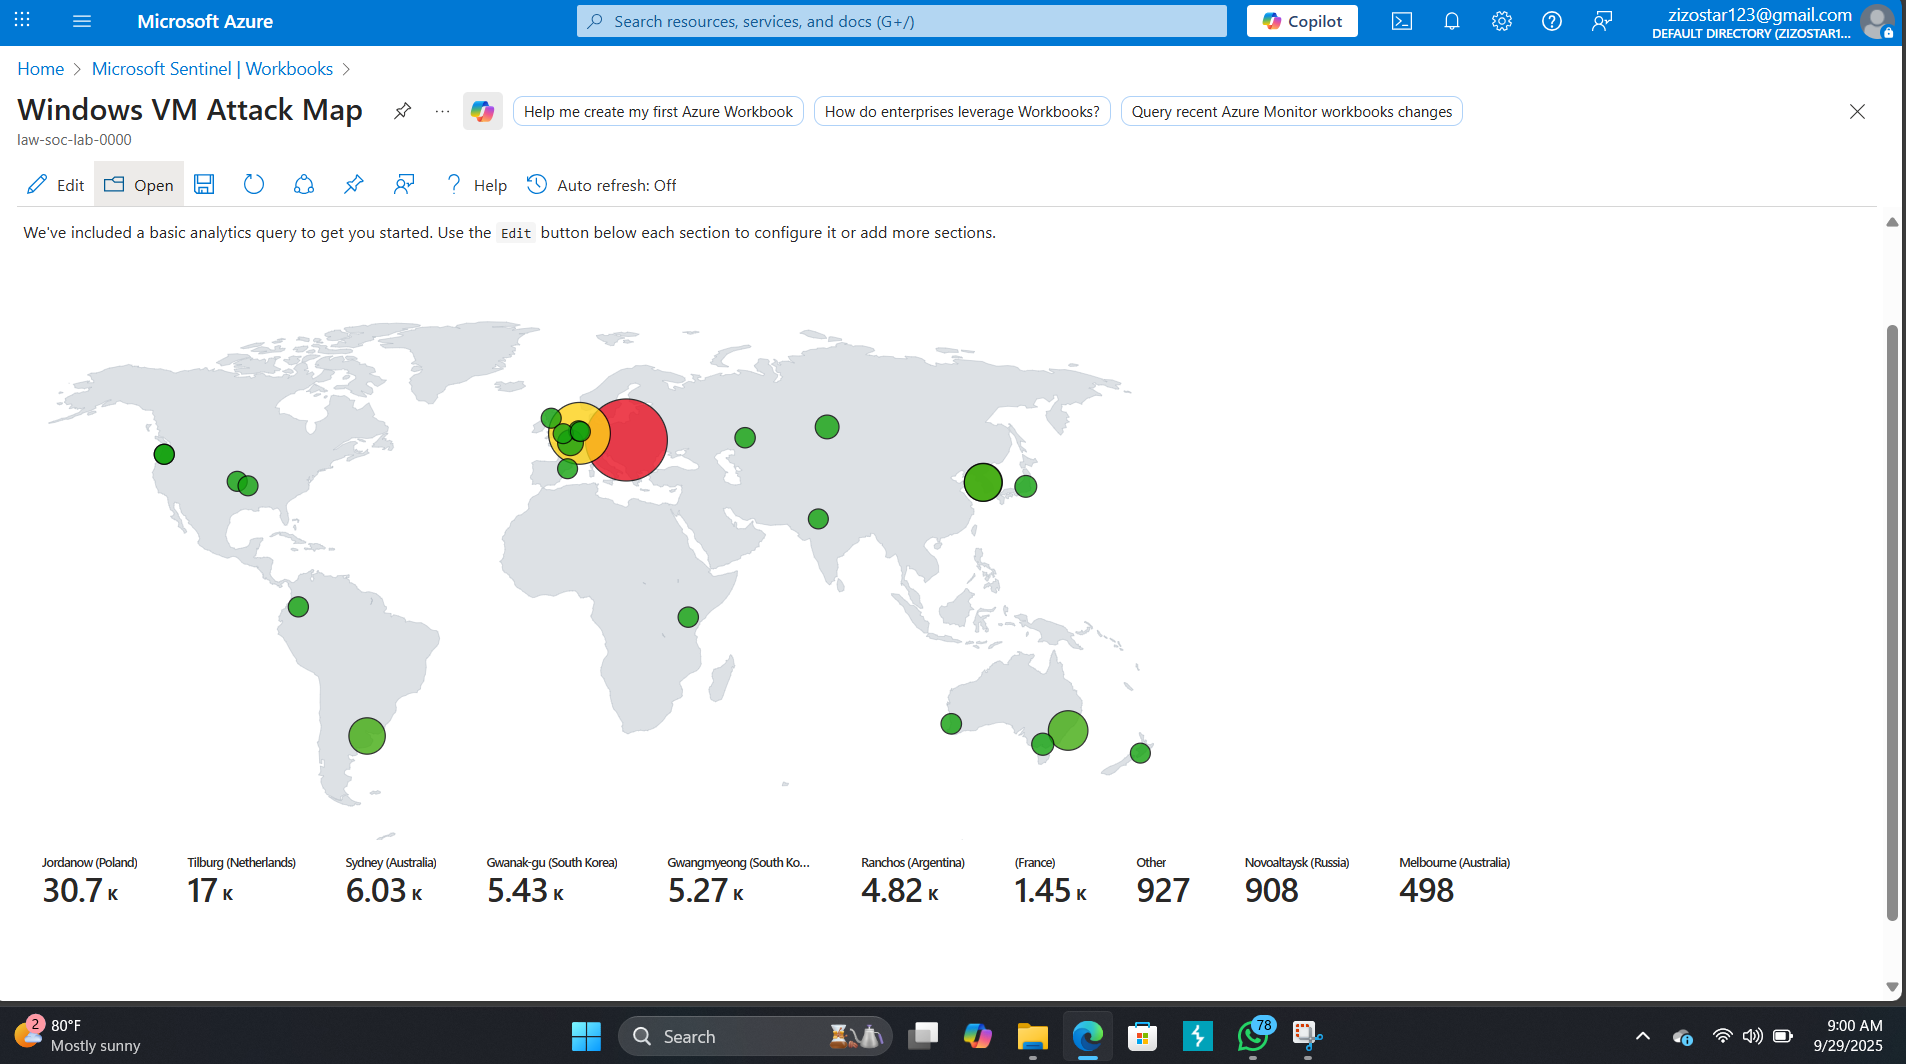 Microsoft Azure
Search resources, services, and docs (G+/)
Copilot
zizostar123@gmail.com
DEFAULT DIRECTORY (ZIZOSTAR1...
Home > Microsoft Sentinel | Workbooks >
Windows VM Attack Map
...
Help me create my first Azure Workbook
How do enterprises leverage Workbooks?
Query recent Azure Monitor workbooks changes
law-soc-lab-0000
Edit
Open
? Help
Auto refresh: Off
We've included a basic analytics query to get you started. Use the Edit button below each section to configure it or add more sections.
Jordanow (Poland)
30.7 K
Tilburg (Netherlands)
17 K
Sydney (Australia)
6.03 K
Gwanak-gu (South Korea)
5.43 K
Gwangmyeong (South Ko...
5.27 K
Ranchos (Argentina)
4.82 K
(France)
1.45 K
Other
927
Novoaltaysk (Russia)
908
Melbourne (Australia)
498
2
80°F
Mostly sunny
Search
78
9:00 AM
9/29/2025